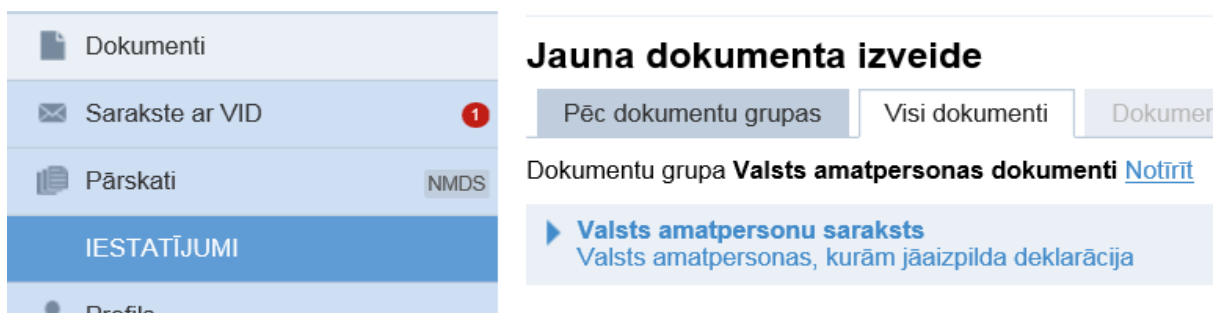 Dokumenti
Sarakste ar VID 1
Pārskati NMDS
IESTATĪJUMI
Jauna dokumenta izveide
Pēc dokumentu grupas Visi dokumenti
Dokumentu grupa Valsts amatpersonas dokumenti Notīrīt
Valsts amatpersonu saraksts
Valsts amatpersonas, kurām jāaizpilda deklarācija